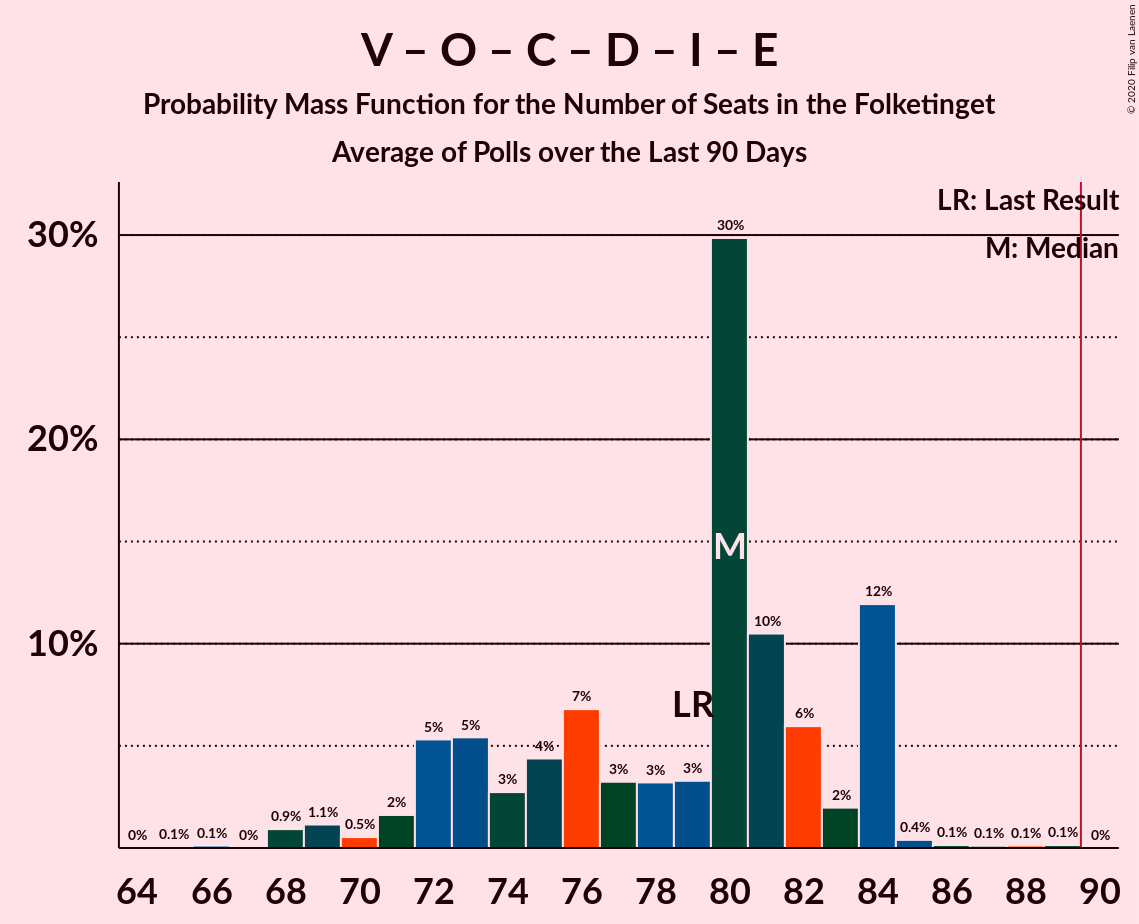 V – O – C – D – I – E
Probability Mass Function for the Number of Seats in the Folketinget
Average of Polls over the Last 90 Days
© 2020 Filip van Laenen
LR: Last Result
M: Median
30%
20%
10%
0% 0.1% 0.1% 0% 0.9% 1.1% 0.5% 2% 5% 5% 3% 4% 7% 3% 3% 3% 30% 10% 6% 2% 12% 0.4% 0.1% 0.1% 0.1% 0.1% 0%
LR
M
64 66 68 70 72 74 76 78 80 82 84 86 88 90